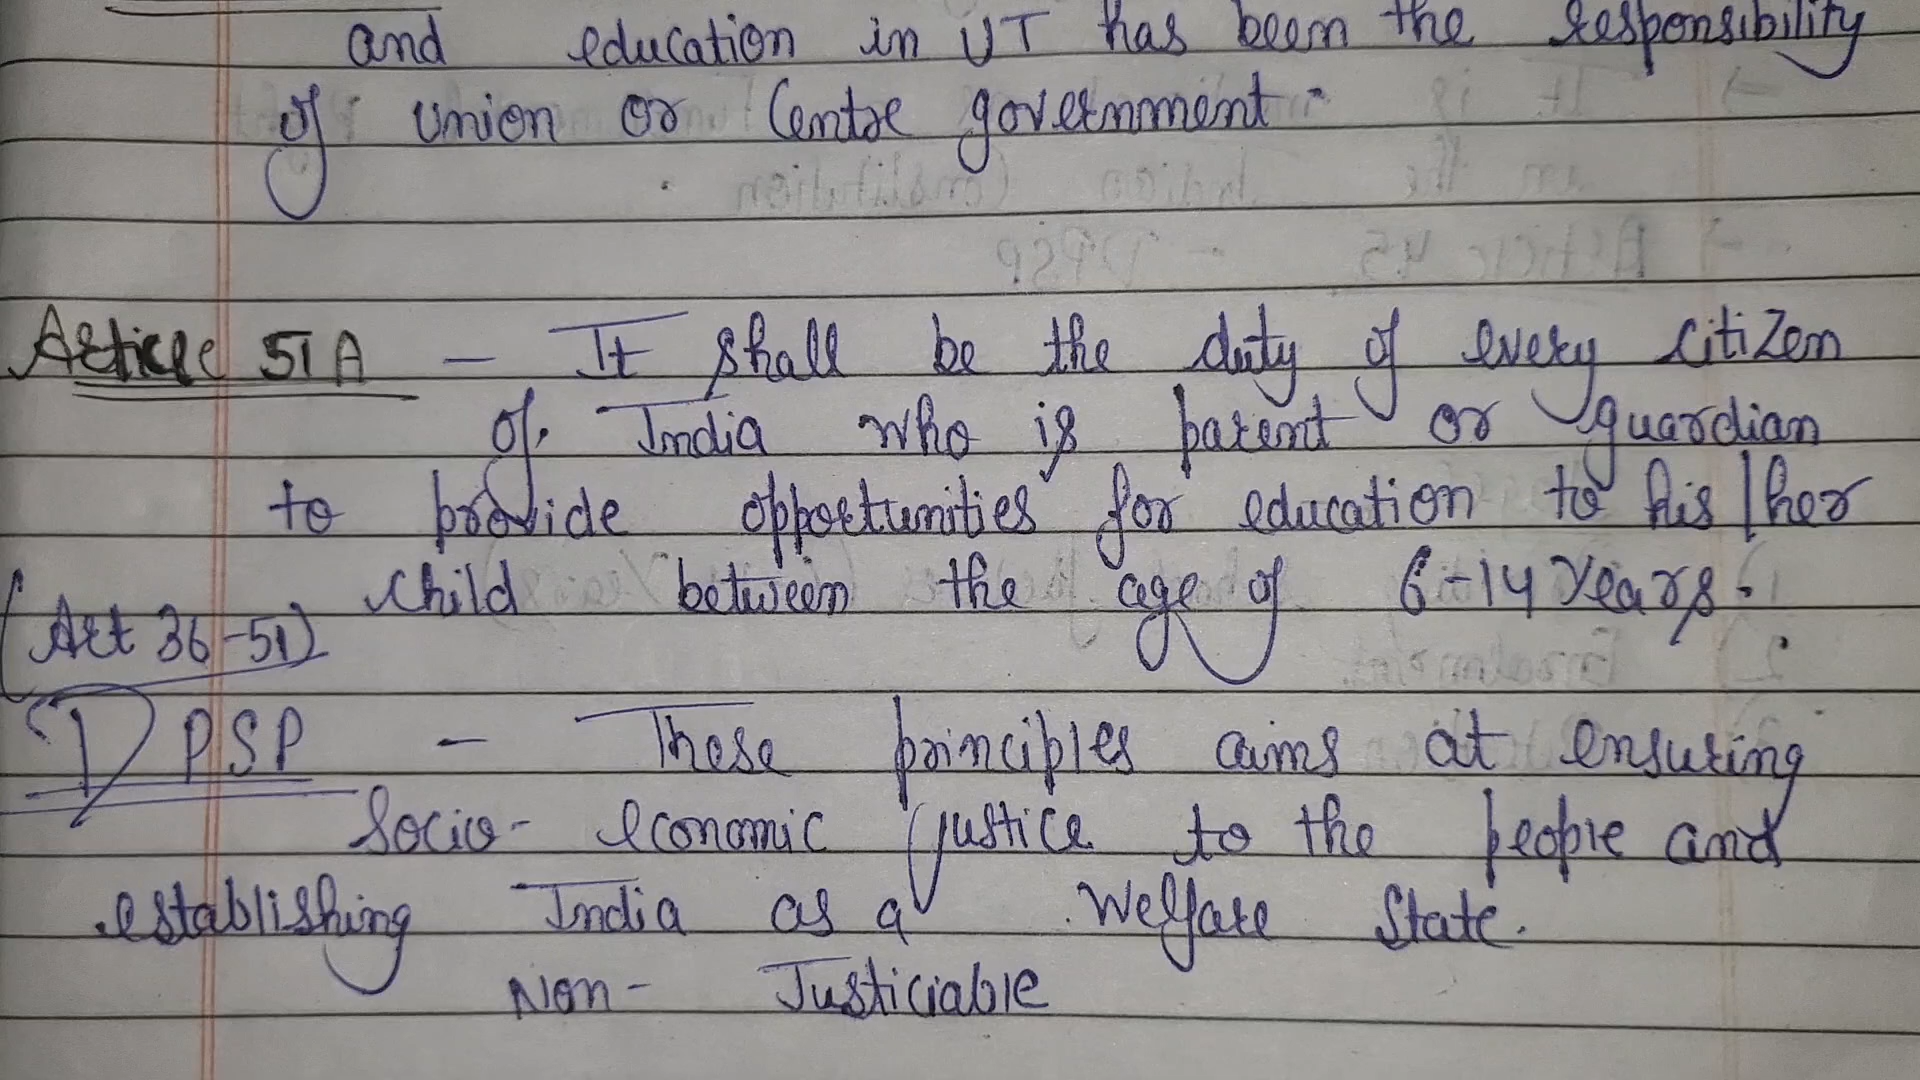 and education in UT has been the responsibility
of union or Centre government.
Article 51A - It shall be the duty of every citizen
of India who is parent or guardian
to provide opportunities for education to his/her
child between the age of 6-14 years.
(Art 36-51)
DPSP - These principles aims at ensuring
Socio-economic justice to the people and
establishing India as a Welfare State.
Non-Justiciable